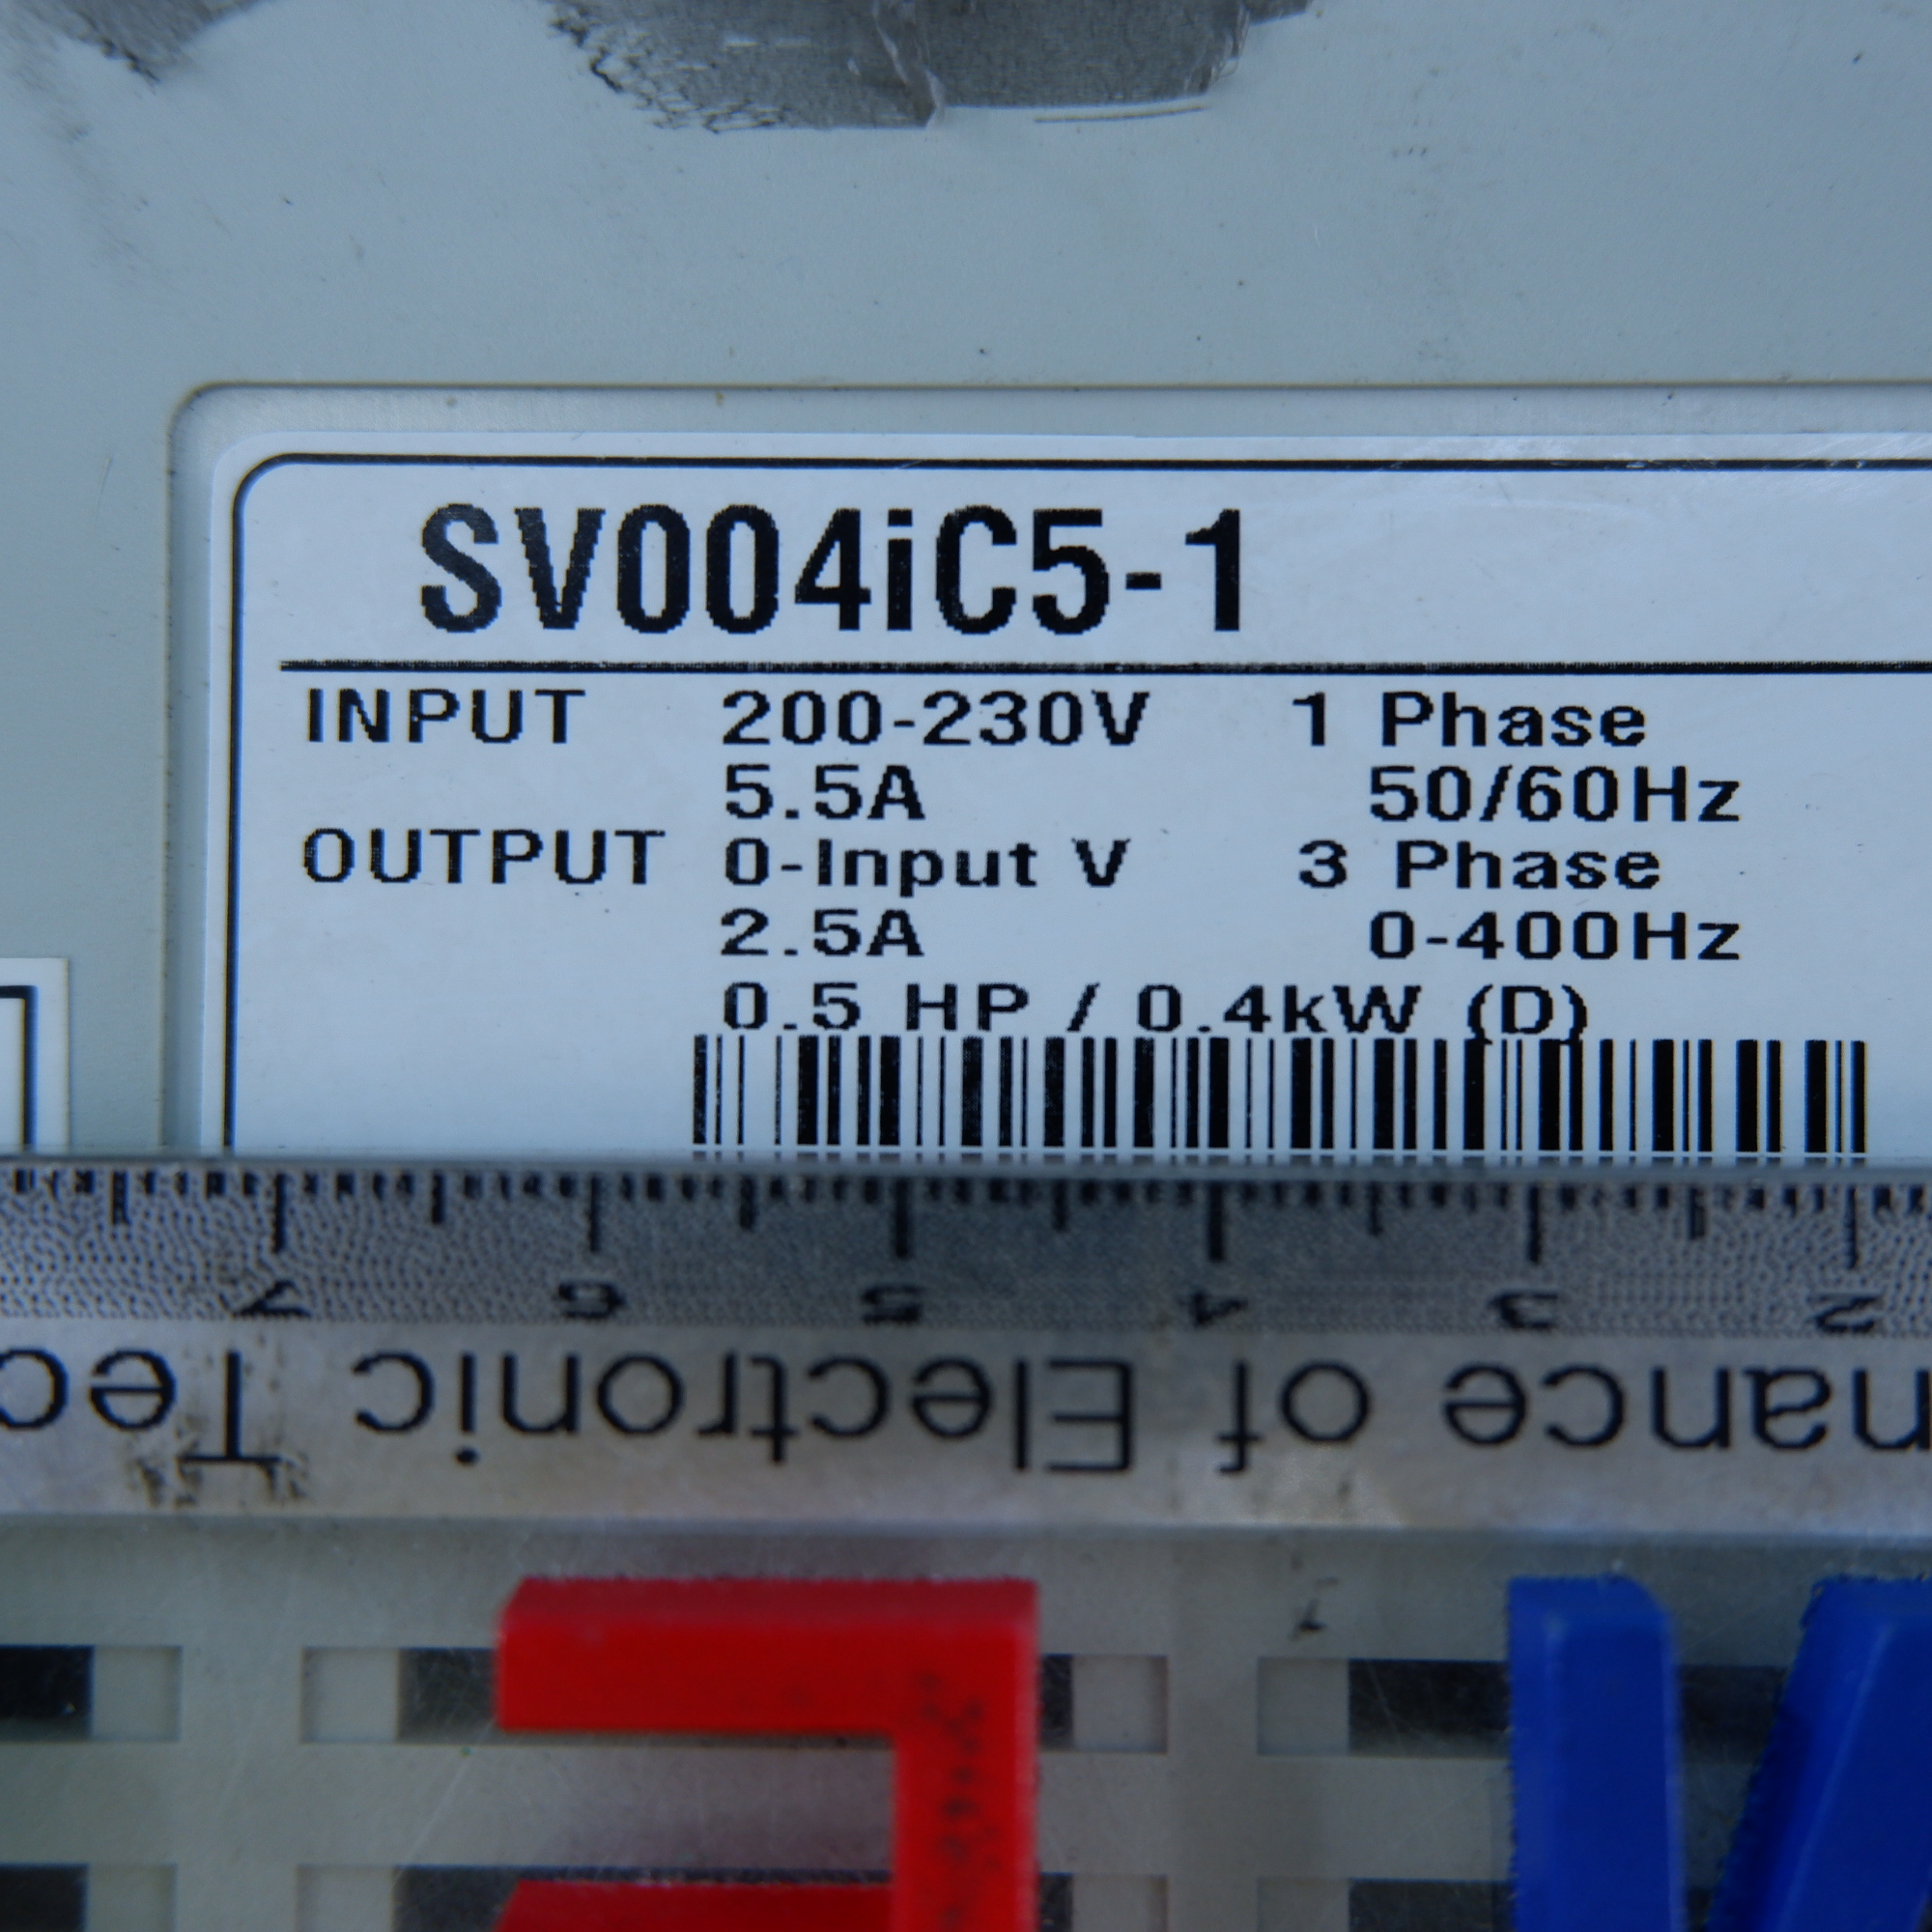 SV004iC5-1
INPUT 200-230V 1 Phase
5.5A 50/60Hz
OUTPUT 0-Input V 3 Phase
2.5A 0-400Hz
0.5 HP / 0.4kW (D)
2 3 4 5 6 7
nance of Electronic Tec